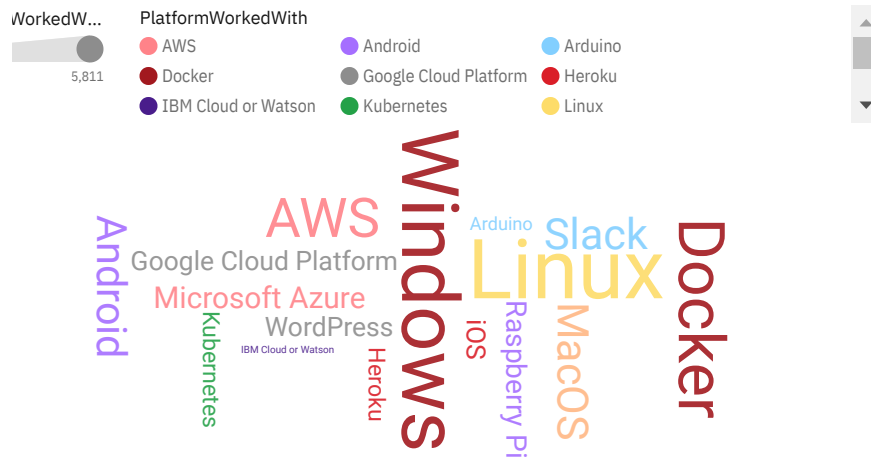 WorkedW...
5,811
PlatformWorkedWith
AWS
Android
Arduino
Docker
Google Cloud Platform
Heroku
IBM Cloud or Watson
Kubernetes
Linux
Windows
AWS
Arduino
Slack
Docker
Android
Google Cloud Platform
Linux
Microsoft Azure
WordPress
Kubernetes
IBM Cloud or Watson
Heroku
iOS
Raspberry Pi
MacOS